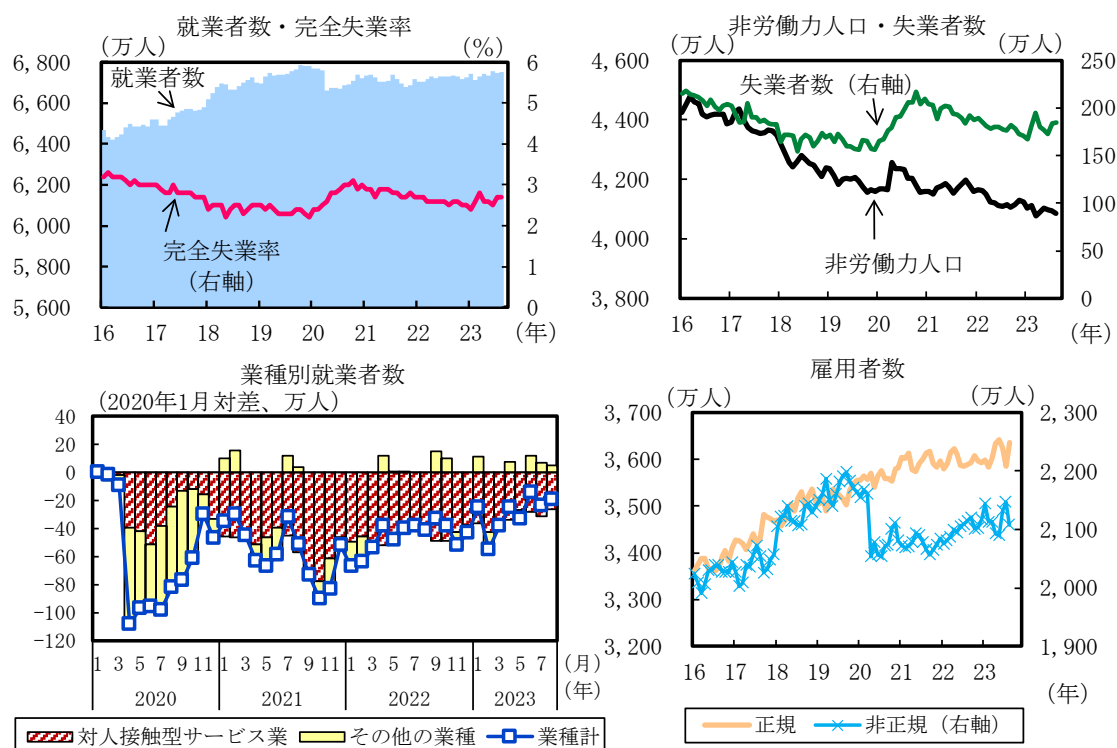 就業者数・完全失業率
（万人）
（%）
6,800
6,600
6,400
6,200
6,000
5,800
5,600
6
5
4
3
2
1
0
就業者数
完全失業率
（右軸）
16 17 18 19 20 21 22 23
（年）
非労働力人口・失業者数
（万人）
（万人）
4,600
4,400
4,200
4,000
3,800
250
200
150
100
50
0
失業者数（右軸）
非労働力人口
16 17 18 19 20 21 22 23
（年）
業種別就業者数
（2020年1月対差、万人）
40
20
0
-20
-40
-60
-80
-100
-120
1 3 5 7 9 11 1 3 5 7 9 11 1 3 5 7 9 11 1 3 5 7
（月）
2020 2021 2022 2023
（年）
対人接触型サービス業 その他の業種 業種計
雇用者数
（万人）
（万人）
3,700
3,600
3,500
3,400
3,300
3,200
2,300
2,200
2,100
2,000
1,900
16 17 18 19 20 21 22 23
（年）
正規 非正規（右軸）